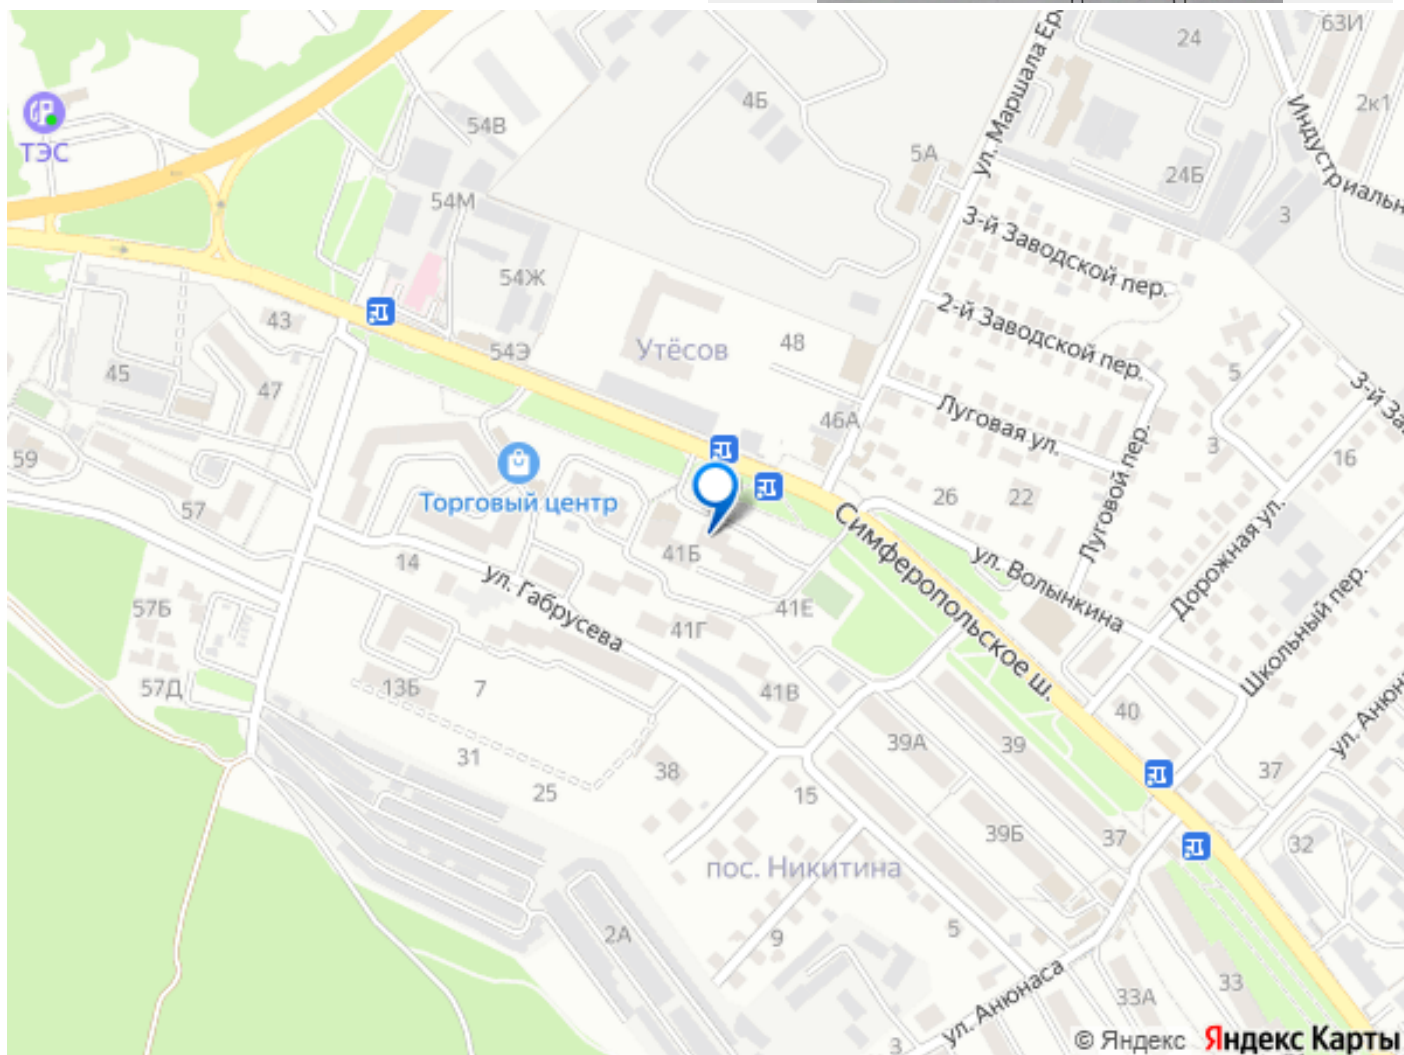 24
63И
2к1
ТЭС
54В
4Б
ул. Маршала Ер
Индустриальн
5А
24Б
54М
3
3-й Заводской пер.
54Ж
2-й Заводской пер.
43
Утёсов
48
54Э
45
47
5
3-й За
Луговая ул.
46А
3
59
Луговой пер.
16
57
Торговый центр
26
22
Симферопольское ш.
41Б
ул. Волынкина
Дорожная ул.
14
ул. Габрусева
57Б
41Е
41Г
Школьный пер.
57Д
13Б
7
41В
40
ул. Анюн
39А
39
31
38
37
25
15
39Б
37
32
пос. Никитина
2А
9
5
33
33А
ул. Анюнаса
3
© Яндекс Яндекс Карты